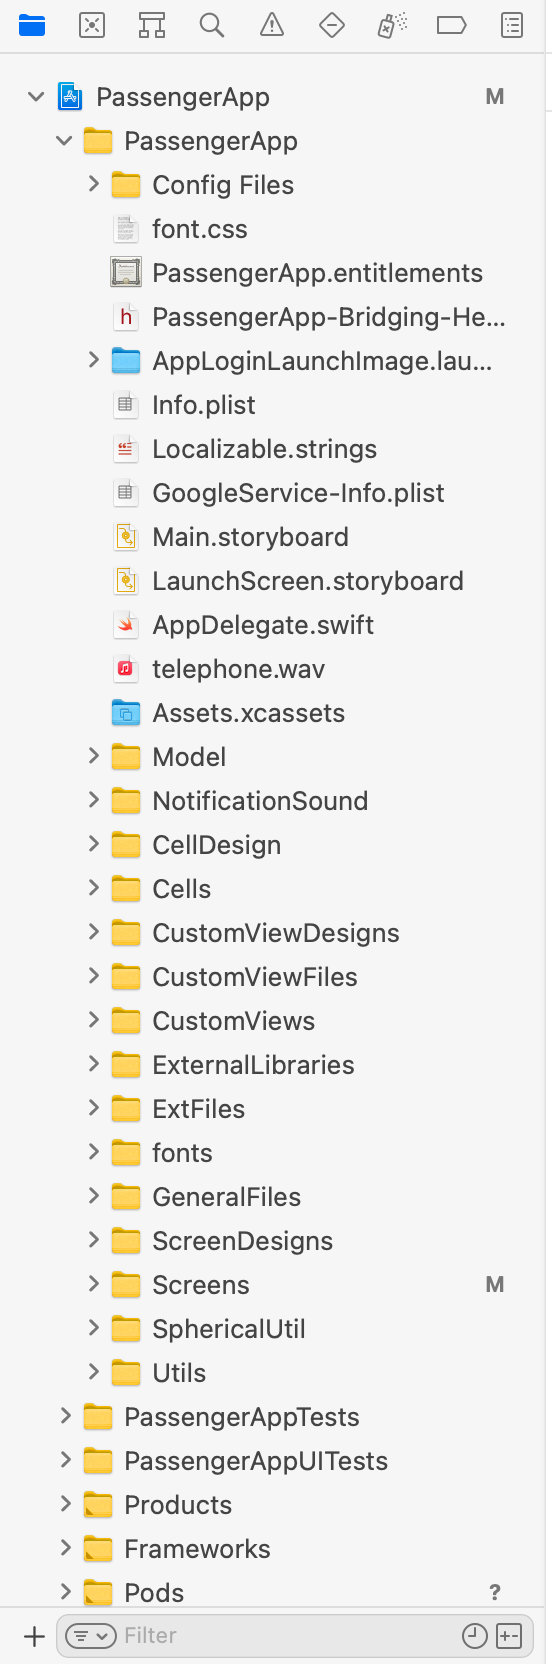 PassengerApp M
PassengerApp
Config Files
font.css
PassengerApp.entitlements
h PassengerApp-Bridging-He...
AppLoginLaunchImage.lau...
Info.plist
Localizable.strings
GoogleService-Info.plist
Main.storyboard
LaunchScreen.storyboard
AppDelegate.swift
telephone.wav
Assets.xcassets
Model
NotificationSound
CellDesign
Cells
CustomViewDesigns
CustomViewFiles
CustomViews
ExternalLibraries
ExtFiles
fonts
GeneralFiles
ScreenDesigns
Screens M
SphericalUtil
Utils
PassengerAppTests
PassengerAppUITests
Products
Frameworks
Pods ?
Filter